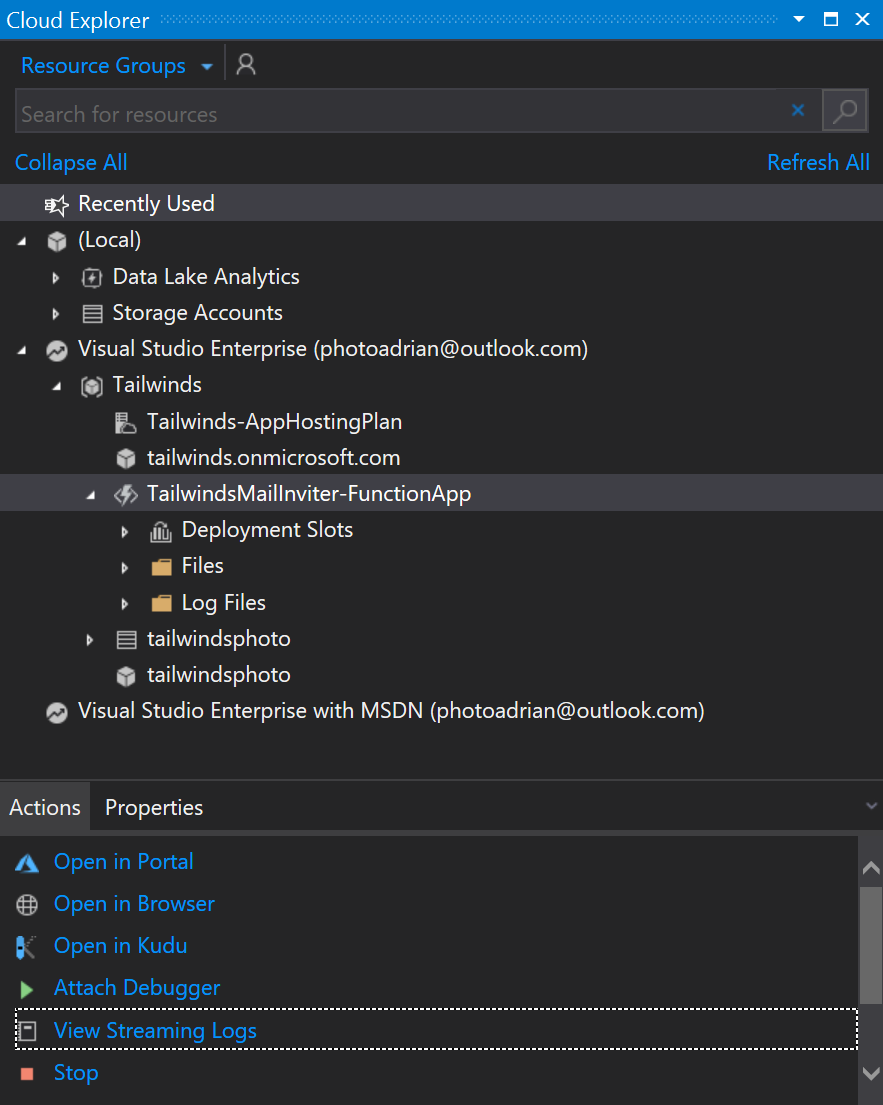 Cloud Explorer
Resource Groups
Search for resources
Collapse All
Refresh All
Recently Used
(Local)
Data Lake Analytics
Storage Accounts
Visual Studio Enterprise (photoadrian@outlook.com)
Tailwinds
Tailwinds-AppHostingPlan
tailwinds.onmicrosoft.com
TailwindsMailInviter-FunctionApp
Deployment Slots
Files
Log Files
tailwindsphoto
tailwindsphoto
Visual Studio Enterprise with MSDN (photoadrian@outlook.com)
Actions
Properties
Open in Portal
Open in Browser
Open in Kudu
Attach Debugger
View Streaming Logs
Stop